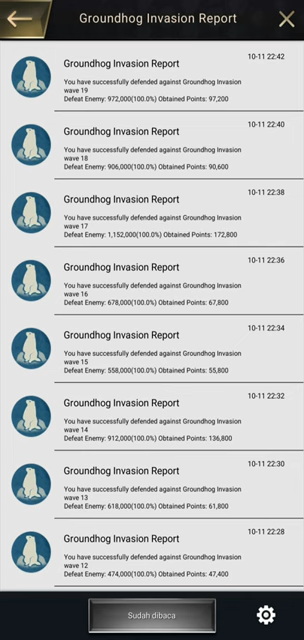 Groundhog Invasion Report
10-11 22:42
Groundhog Invasion Report
You have successfully defended against Groundhog Invasion
wave 19
Defeat Enemy: 972,000(100.0%) Obtained Points: 97,200
10-11 22:40
Groundhog Invasion Report
You have successfully defended against Groundhog Invasion
wave 18
Defeat Enemy: 906,000(100.0%) Obtained Points: 90,600
10-11 22:38
Groundhog Invasion Report
You have successfully defended against Groundhog Invasion
wave 17
Defeat Enemy: 1,152,000(100.0%) Obtained Points: 172,800
10-11 22:36
Groundhog Invasion Report
You have successfully defended against Groundhog Invasion
wave 16
Defeat Enemy: 678,000(100.0%) Obtained Points: 67,800
10-11 22:34
Groundhog Invasion Report
You have successfully defended against Groundhog Invasion
wave 15
Defeat Enemy: 558,000(100.0%) Obtained Points: 55,800
10-11 22:32
Groundhog Invasion Report
You have successfully defended against Groundhog Invasion
wave 14
Defeat Enemy: 912,000(100.0%) Obtained Points: 136,800
10-11 22:30
Groundhog Invasion Report
You have successfully defended against Groundhog Invasion
wave 13
Defeat Enemy: 618,000(100.0%) Obtained Points: 61,800
10-11 22:28
Groundhog Invasion Report
You have successfully defended against Groundhog Invasion
wave 12
Defeat Enemy: 474,000(100.0%) Obtained Points: 47,400
Sudah dibaca